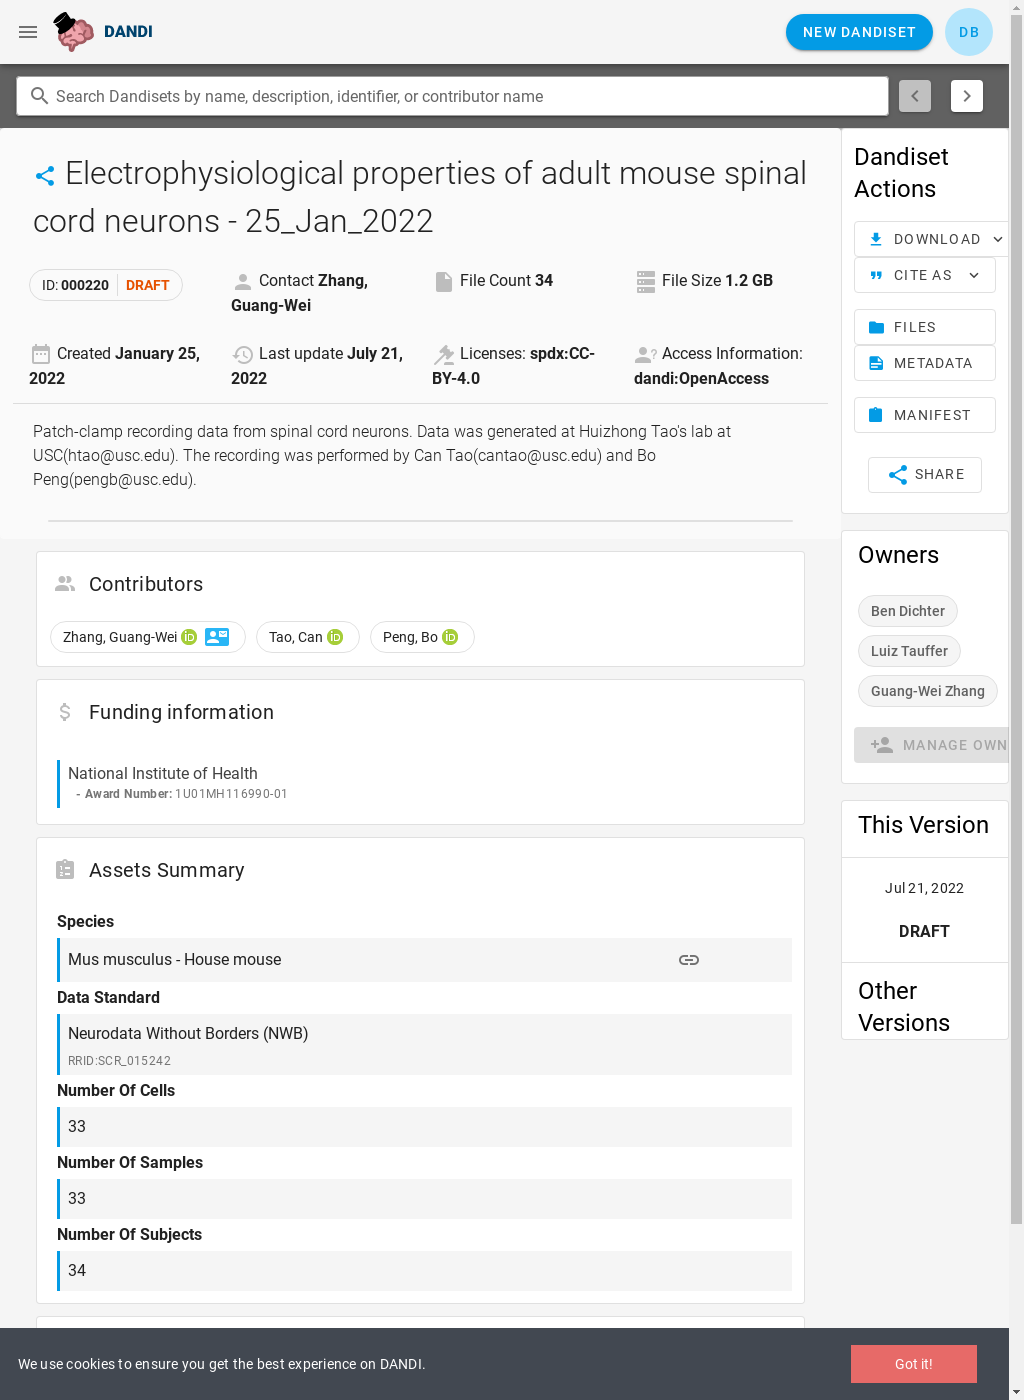 DANDI
NEW DANDISET
DB
Search Dandisets by name, description, identifier, or contributor name
Electrophysiological properties of adult mouse spinal
cord neurons - 25_Jan_2022
ID: 000220 DRAFT
Contact Zhang,
Guang-Wei
File Count 34
File Size 1.2 GB
Created January 25,
2022
Last update July 21,
2022
Licenses: spdx:CC-
BY-4.0
Access Information:
dandi:OpenAccess
Patch-clamp recording data from spinal cord neurons. Data was generated at Huizhong Tao's lab at
USC(htao@usc.edu). The recording was performed by Can Tao(cantao@usc.edu) and Bo
Peng(pengb@usc.edu).
Contributors
Zhang, Guang-Wei iD
Tao, Can iD
Peng, Bo iD
Funding information
National Institute of Health
- Award Number: 1U01MH116990-01
Assets Summary
Species
Mus musculus - House mouse
Data Standard
Neurodata Without Borders (NWB)
RRID:SCR_015242
Number Of Cells
33
Number Of Samples
33
Number Of Subjects
34
Dandiset
Actions
DOWNLOAD
CITE AS
FILES
METADATA
MANIFEST
SHARE
Owners
Ben Dichter
Luiz Tauffer
Guang-Wei Zhang
MANAGE OWN
This Version
Jul 21, 2022
DRAFT
Other
Versions
We use cookies to ensure you get the best experience on DANDI.
Got it!